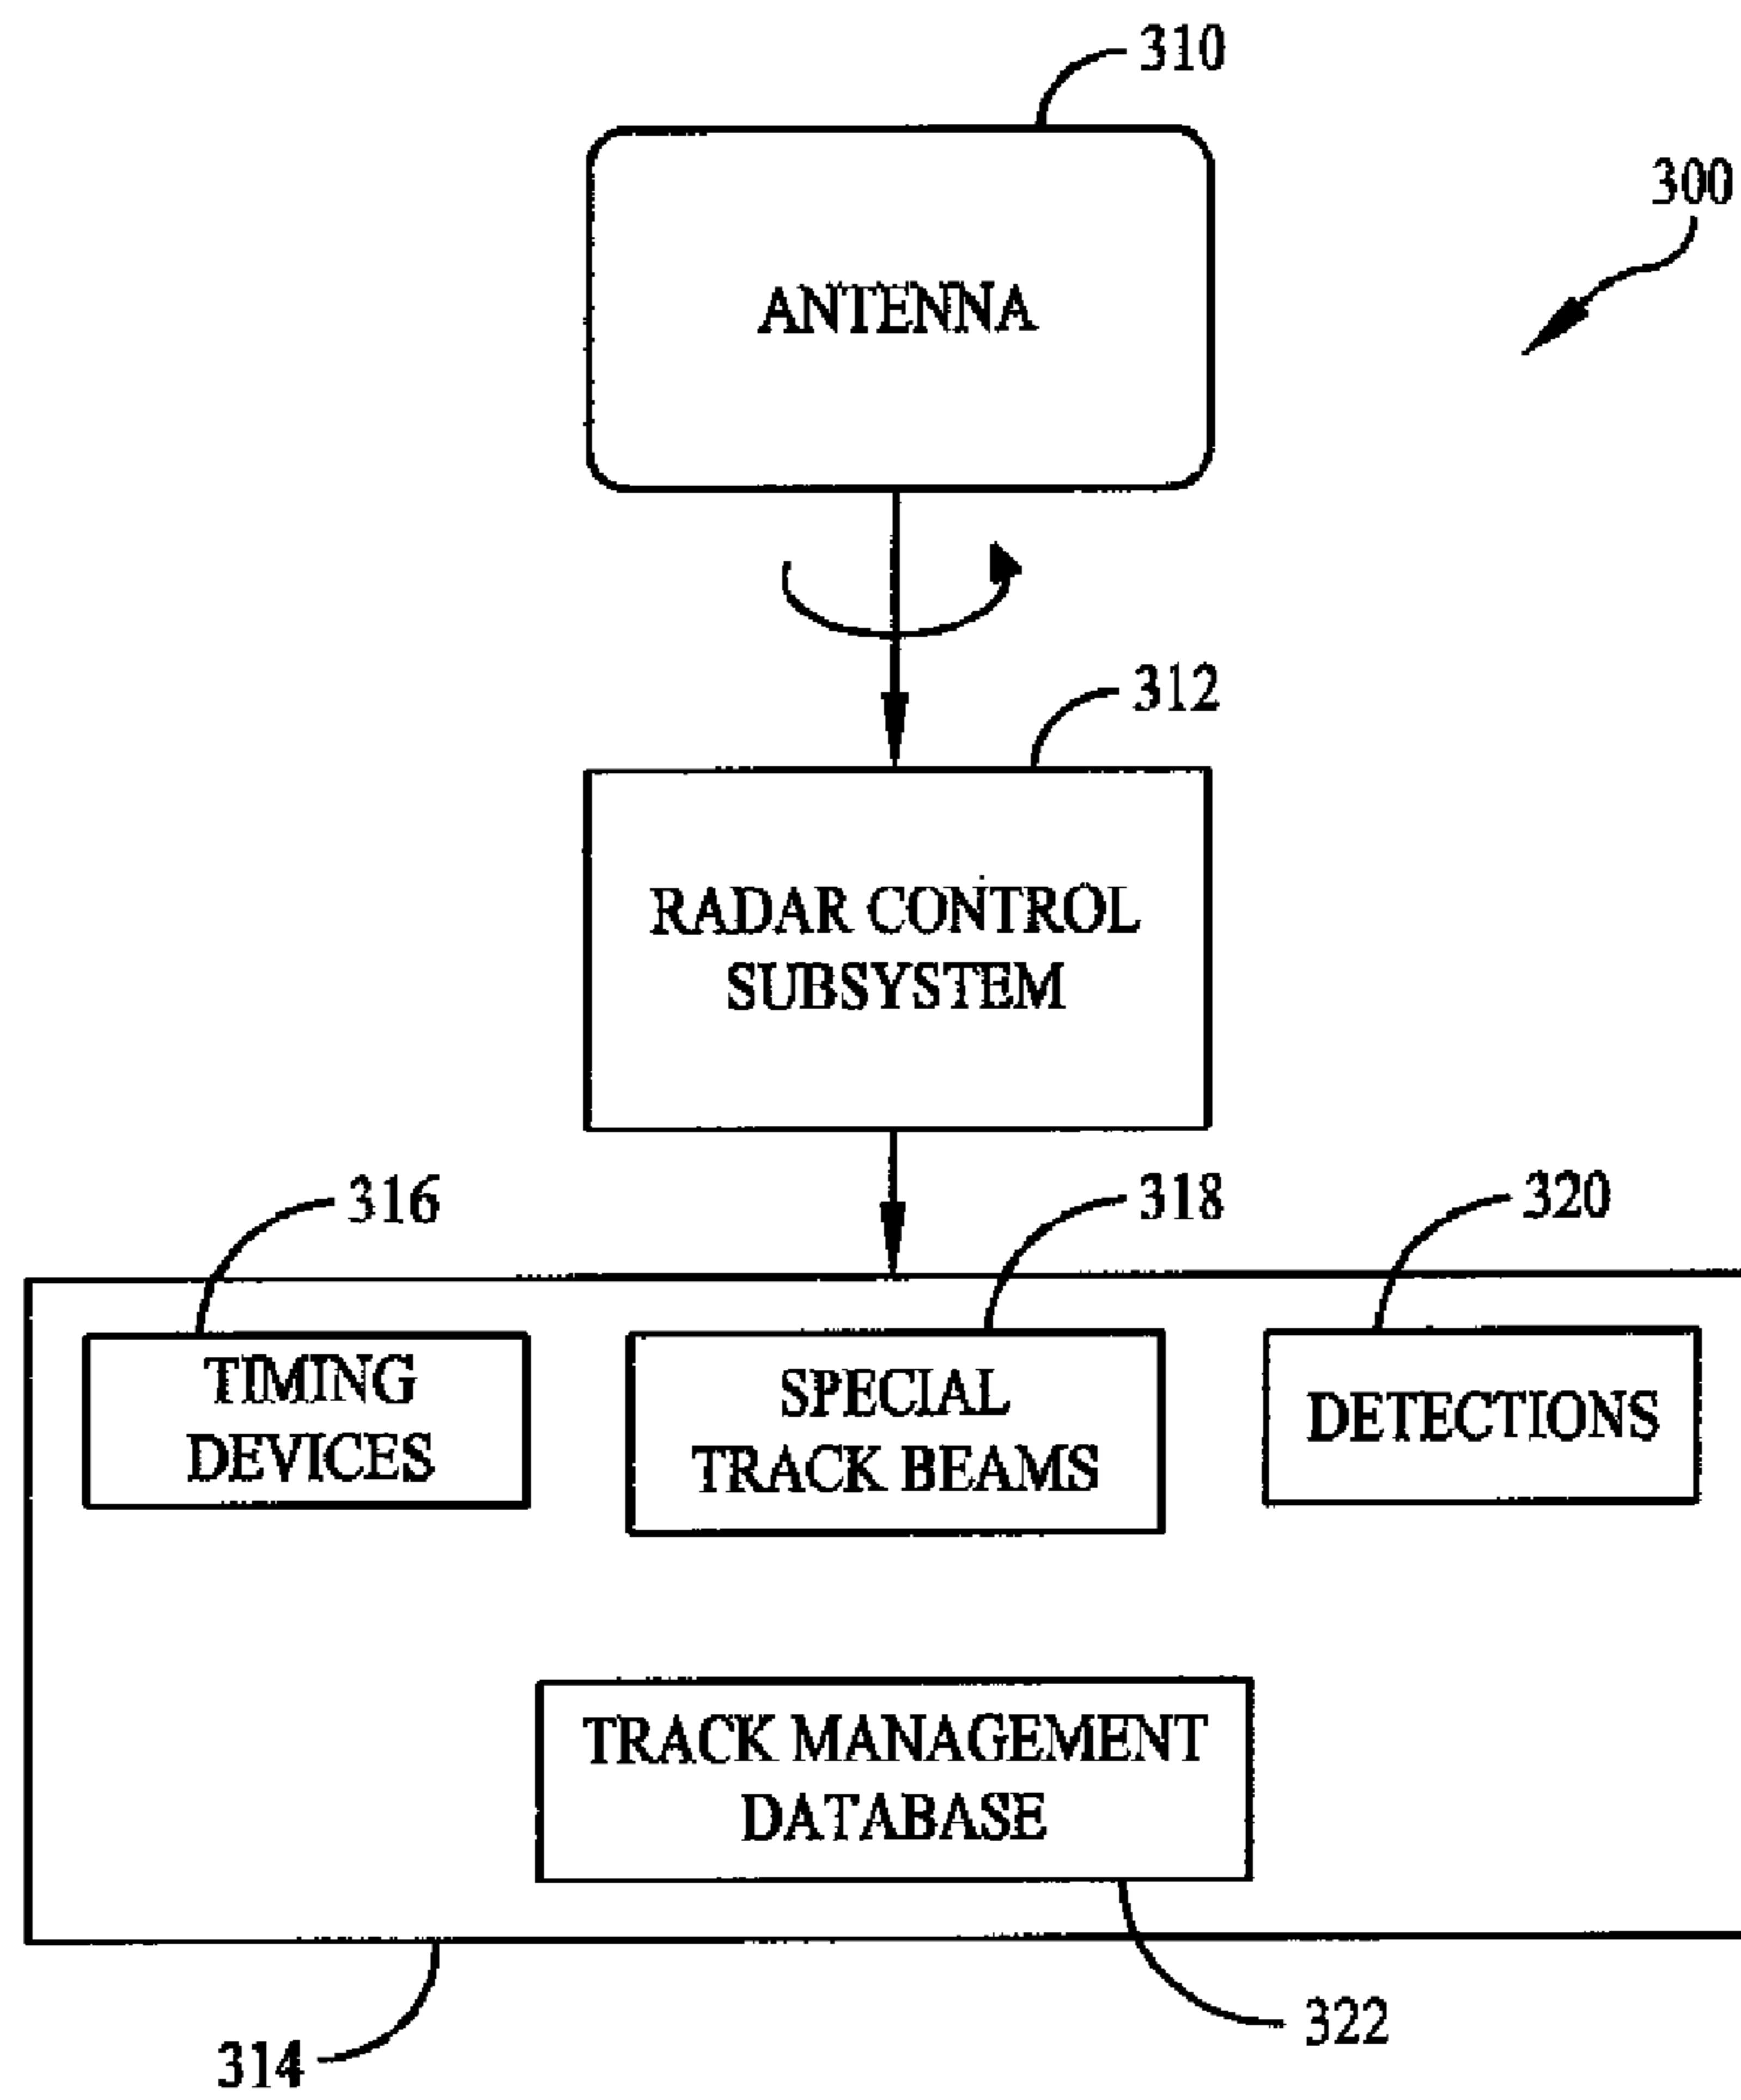 310
300
ANTENNA
312
RADAR CONTROL
SUBSYSTEM
316
318
320
TIMING
DEVICES
SPECIAL
TRACK BEAMS
DETECTIONS
TRACK MANAGEMENT
DATABASE
322
314